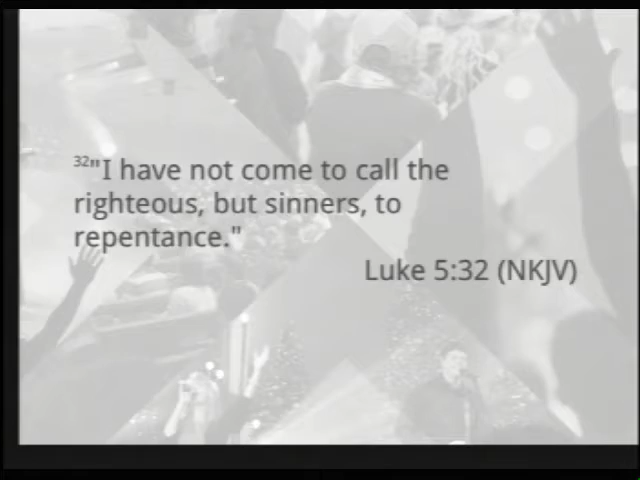 32"I have not come to call the
righteous, but sinners, to
repentance."
Luke 5:32 (NKJV)